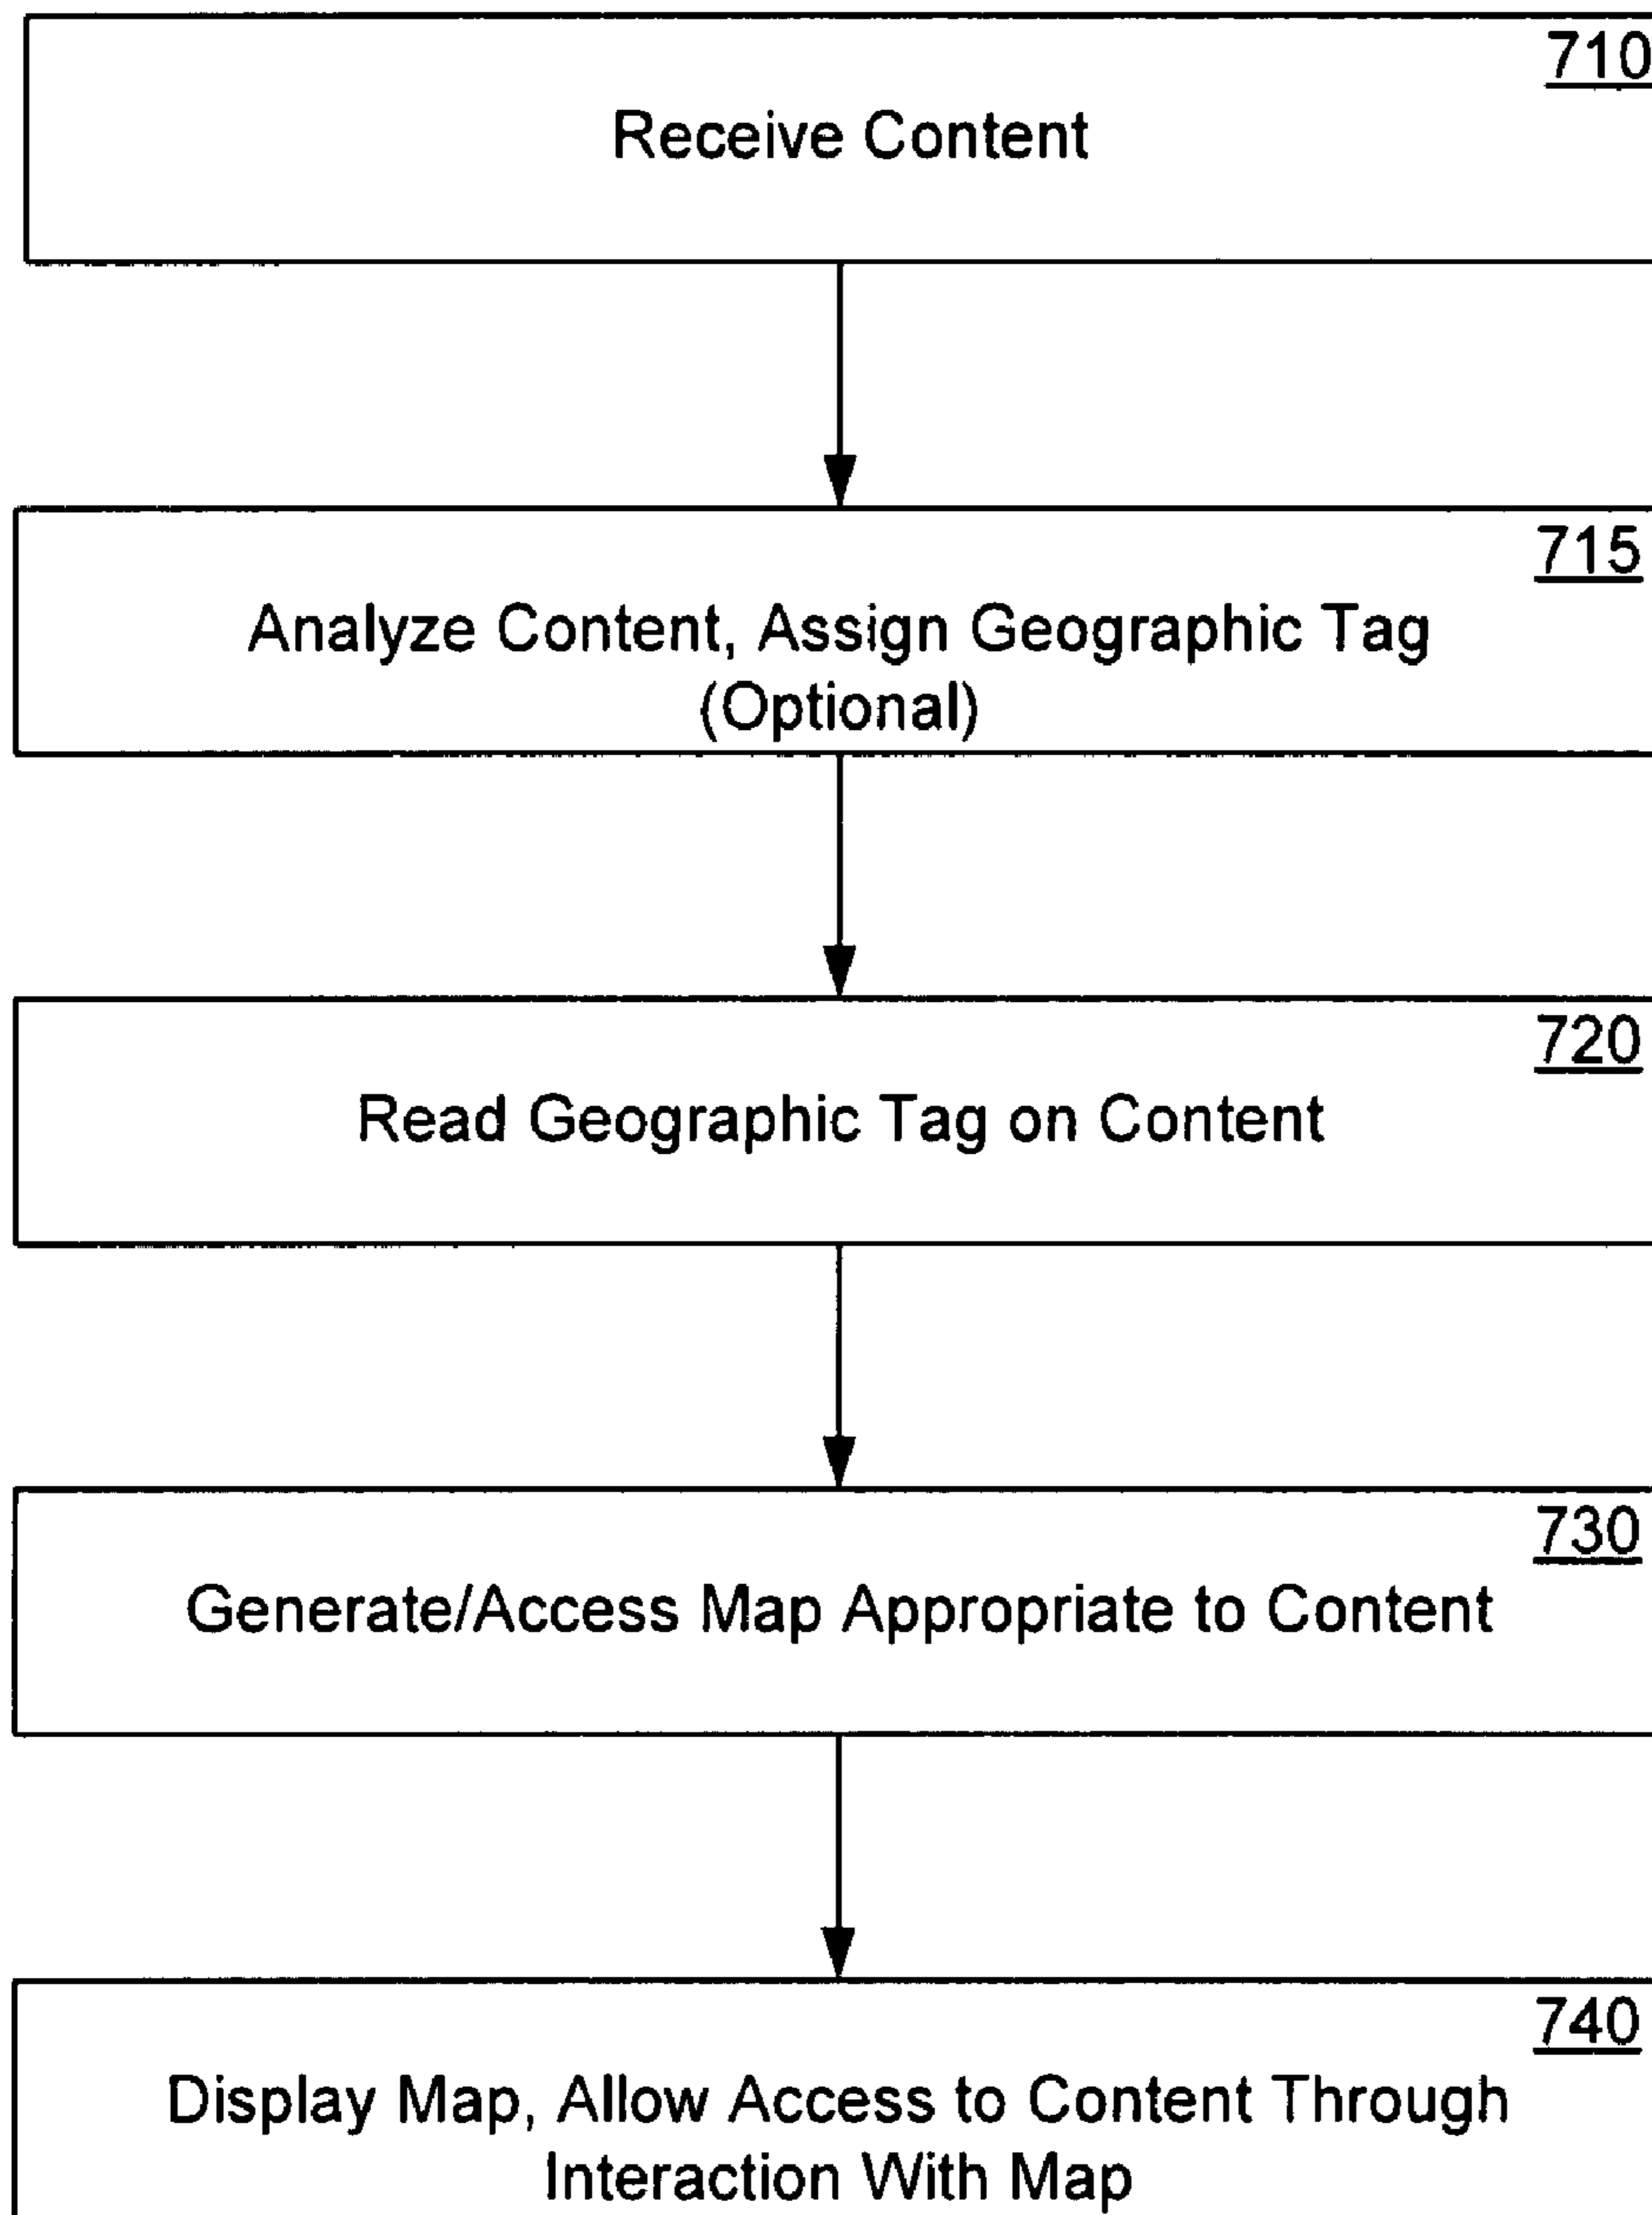 710
Receive Content
715
Analyze Content, Assign Geographic Tag
(Optional)
720
Read Geographic Tag on Content
730
Generate/Access Map Appropriate to Content
740
Display Map, Allow Access to Content Through
Interaction With Map